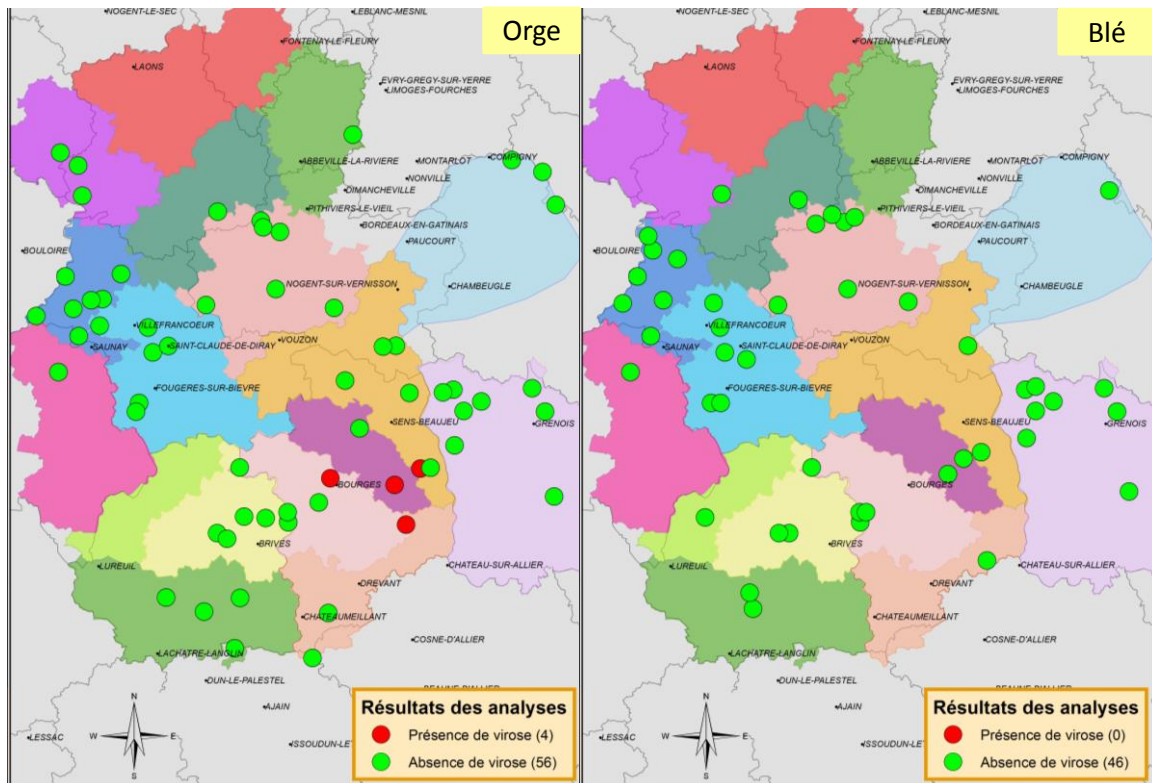 NOGENT-LE-SEC
LEBLANC-MESNIL
Orge
FONTENAY-LE-FLEURY
LAONS
EVRY-GREGY-SUR-YERRE
LIMOGES-FOURCHES
ABBEVILLE-LA-RIVIERE
MONTARLOT
COMPIGNY
NONVILLE
DIMANCHEVILLE
PITHIVIERS-LE-VIEIL
BORDEAUX-EN-GATINAIS
BOULOIRE
PAUCOURT
NOGENT-SUR-VERNISSON
CHAMBEUGLE
VILLEFRANCOEUR
SAUNAY
SAINT-CLAUDE-DE-DIRAY
VOUZON
FOUGERES-SUR-BIEVRE
SENS-BEAUJEU
GRENOIS
BOURGES
BRIVES
LUREUIL
CHATEAU-SUR-ALLIER
DREVANT
CHATEAUMEILLANT
COSNE-D'ALLIER
LACHATRE-LANGLIN
DUN-LE-PALESTEL
AJAIN
LESSAC
ISSOUDUN-LE
N
W E
S
Résultats des analyses
Présence de virose (4)
Absence de virose (56)
NOGENT-LE-SEC
LEBLANC-MESNIL
Blé
FONTENAY-LE-FLEURY
LAONS
EVRY-GREGY-SUR-YERRE
LIMOGES-FOURCHES
ABBEVILLE-LA-RIVIERE
MONTARLOT
COMPIGNY
NONVILLE
DIMANCHEVILLE
PITHIVIERS-LE-VIEIL
BORDEAUX-EN-GATINAIS
BOULOIRE
PAUCOURT
NOGENT-SUR-VERNISSON
CHAMBEUGLE
VILLEFRANCOEUR
SAUNAY
SAINT-CLAUDE-DE-DIRAY
VOUZON
FOUGERES-SUR-BIEVRE
SENS-BEAUJEU
GRENOIS
BOURGES
BRIVES
LUREUIL
CHATEAU-SUR-ALLIER
DREVANT
CHATEAUMEILLANT
COSNE-D'ALLIER
LACHATRE-LANGLIN
DUN-LE-PALESTEL
AJAIN
LESSAC
ISSOUDUN-LE
N
W E
S
Résultats des analyses
Présence de virose (0)
Absence de virose (46)